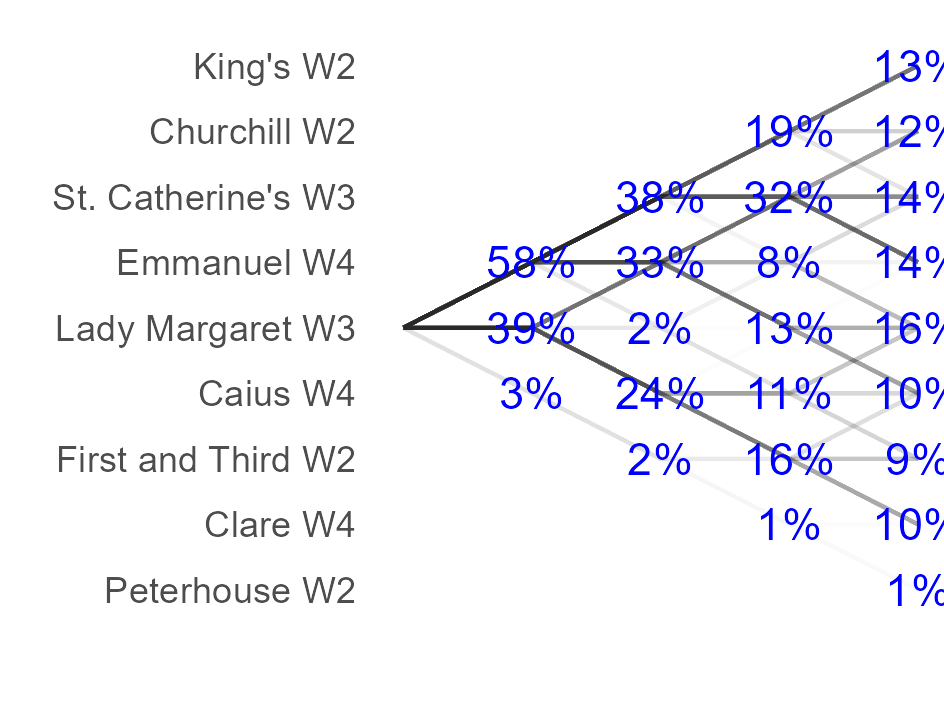 King's W2 13%
Churchill W2 19% 12%
St. Catherine's W3 38% 32% 14%
Emmanuel W4 58% 33% 8% 14%
Lady Margaret W3 39% 2% 13% 16%
Caius W4 3% 24% 11% 10%
First and Third W2 2% 16% 9%
Clare W4 1% 10%
Peterhouse W2 1%